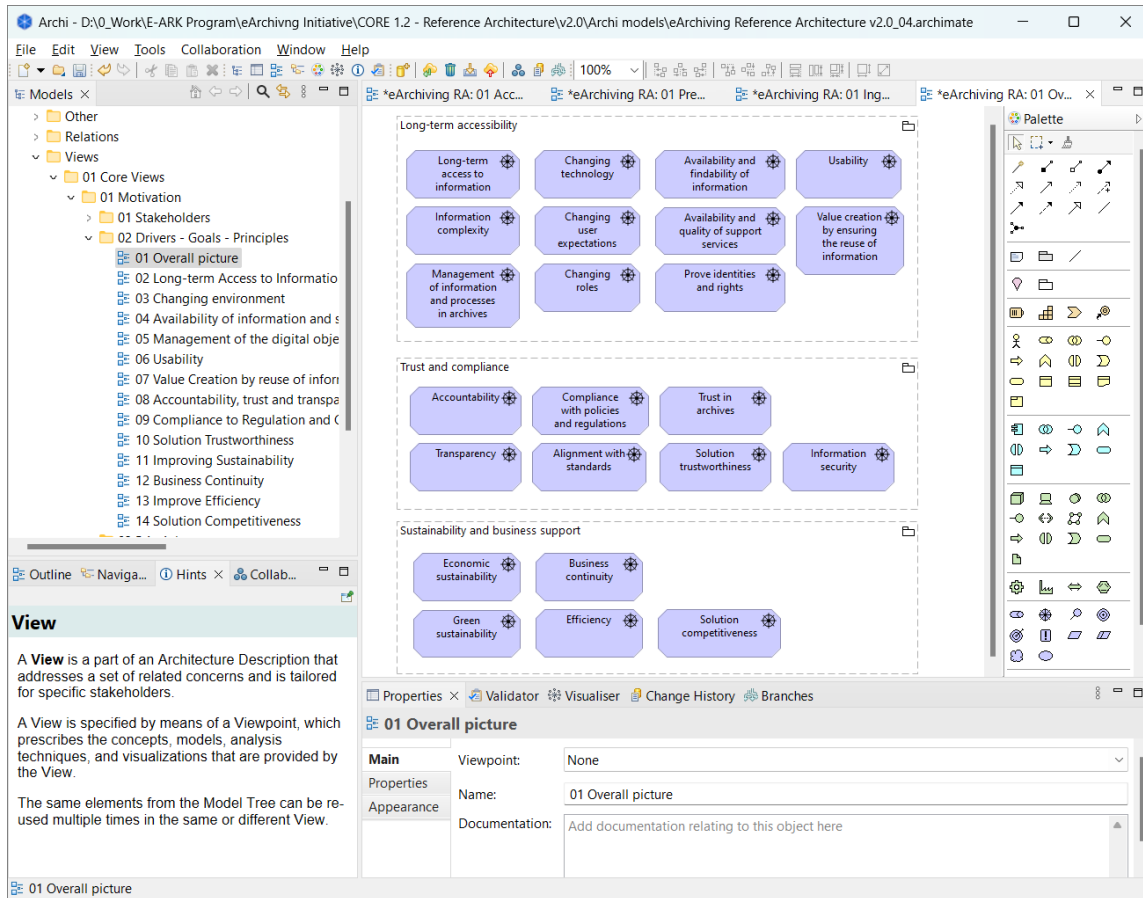 Archi - D:\0_Work\E-ARK Program\eArchivng Initiative\CORE 1.2 - Reference Architecture\v2.0\Archi models\eArchiving Reference Architecture v2.0_04.archimate
File Edit View Tools Collaboration Window Help
100%
Models
Other
Relations
Views
01 Core Views
01 Motivation
01 Stakeholders
02 Drivers - Goals - Principles
01 Overall picture
02 Long-term Access to Informatio
03 Changing environment
04 Availability of information and s
05 Management of the digital obje
06 Usability
07 Value Creation by reuse of infor
08 Accountability, trust and transpa
09 Compliance to Regulation and
10 Solution Trustworthiness
11 Improving Sustainability
12 Business Continuity
13 Improve Efficiency
14 Solution Competitiveness
Outline Naviga... Hints Collab...
View
A View is a part of an Architecture Description that
addresses a set of related concerns and is tailored
for specific stakeholders.
A View is specified by means of a Viewpoint, which
prescribes the concepts, models, analysis
techniques, and visualizations that are provided by
the View.
The same elements from the Model Tree can be re-
used multiple times in the same or different View.
*eArchiving RA: 01 Acc... *eArchiving RA: 01 Pre... *eArchiving RA: 01 Ing... *eArchiving RA: 01 Ov...
Long-term accessibility
Long-term
access to
information
Changing
technology
Availability and
findability of
information
Usability
Information
complexity
Changing
user
expectations
Availability and
quality of support
services
Value creation
by ensuring
the reuse of
information
Management
of information
and processes
in archives
Changing
roles
Prove identities
and rights
Trust and compliance
Accountability
Compliance
with policies
and regulations
Trust in
archives
Transparency
Alignment with
standards
Solution
trustworthiness
Information
security
Sustainability and business support
Economic
sustainability
Business
continuity
Green
sustainability
Efficiency
Solution
competitiveness
Palette
Properties Validator Visualiser Change History Branches
01 Overall picture
Main
Properties
Appearance
Viewpoint: None
Name: 01 Overall picture
Documentation: Add documentation relating to this object here
01 Overall picture